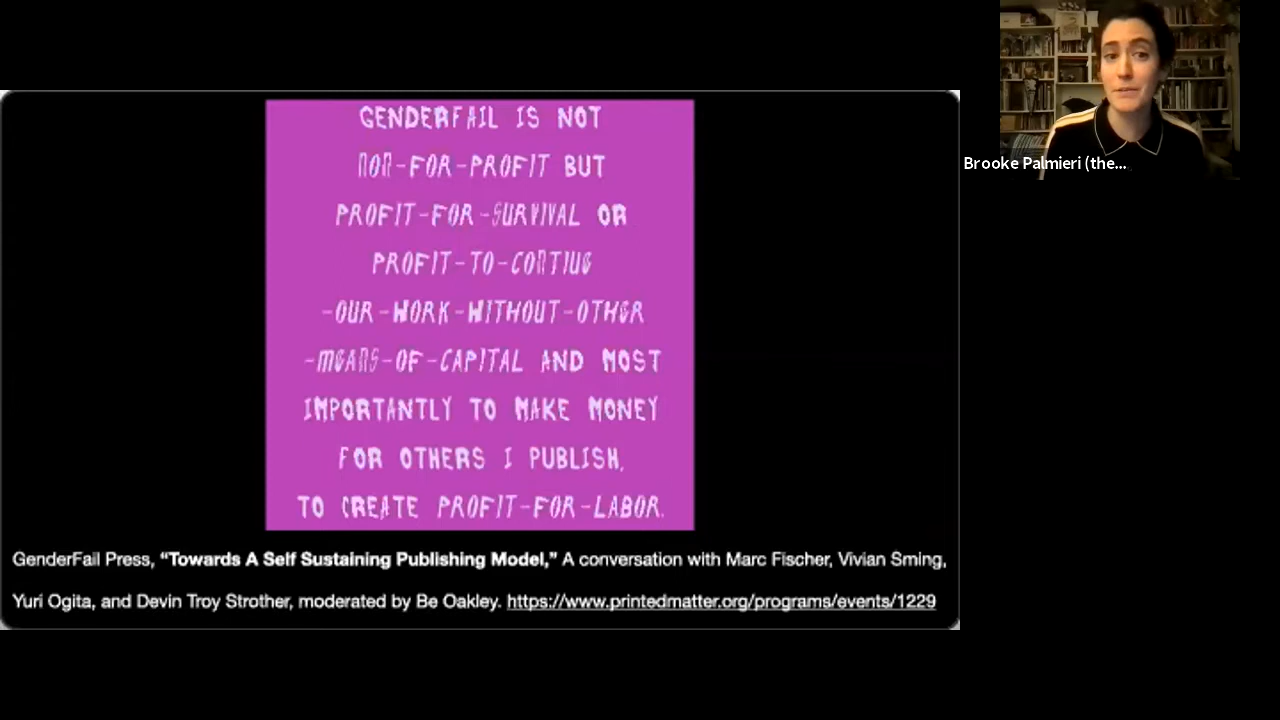 GENDERFAIL IS NOT
NON-FOR-PROFIT BUT
PROFIT-FOR-SURVIVAL OR
PROFIT-TO-CONTIUE
-OUR-WORK-WITHOUT-OTHER
-MEANS-OF-CAPITAL AND MOST
IMPORTANTLY TO MAKE MONEY
FOR OTHERS I PUBLISH,
TO CREATE PROFIT-FOR-LABOR.
GenderFail Press, “Towards A Self Sustaining Publishing Model,” A conversation with Marc Fischer, Vivian Sming,
Yuri Ogita, and Devin Troy Strother, moderated by Be Oakley. https://www.printedmatter.org/programs/events/1229
Brooke Palmieri (the...